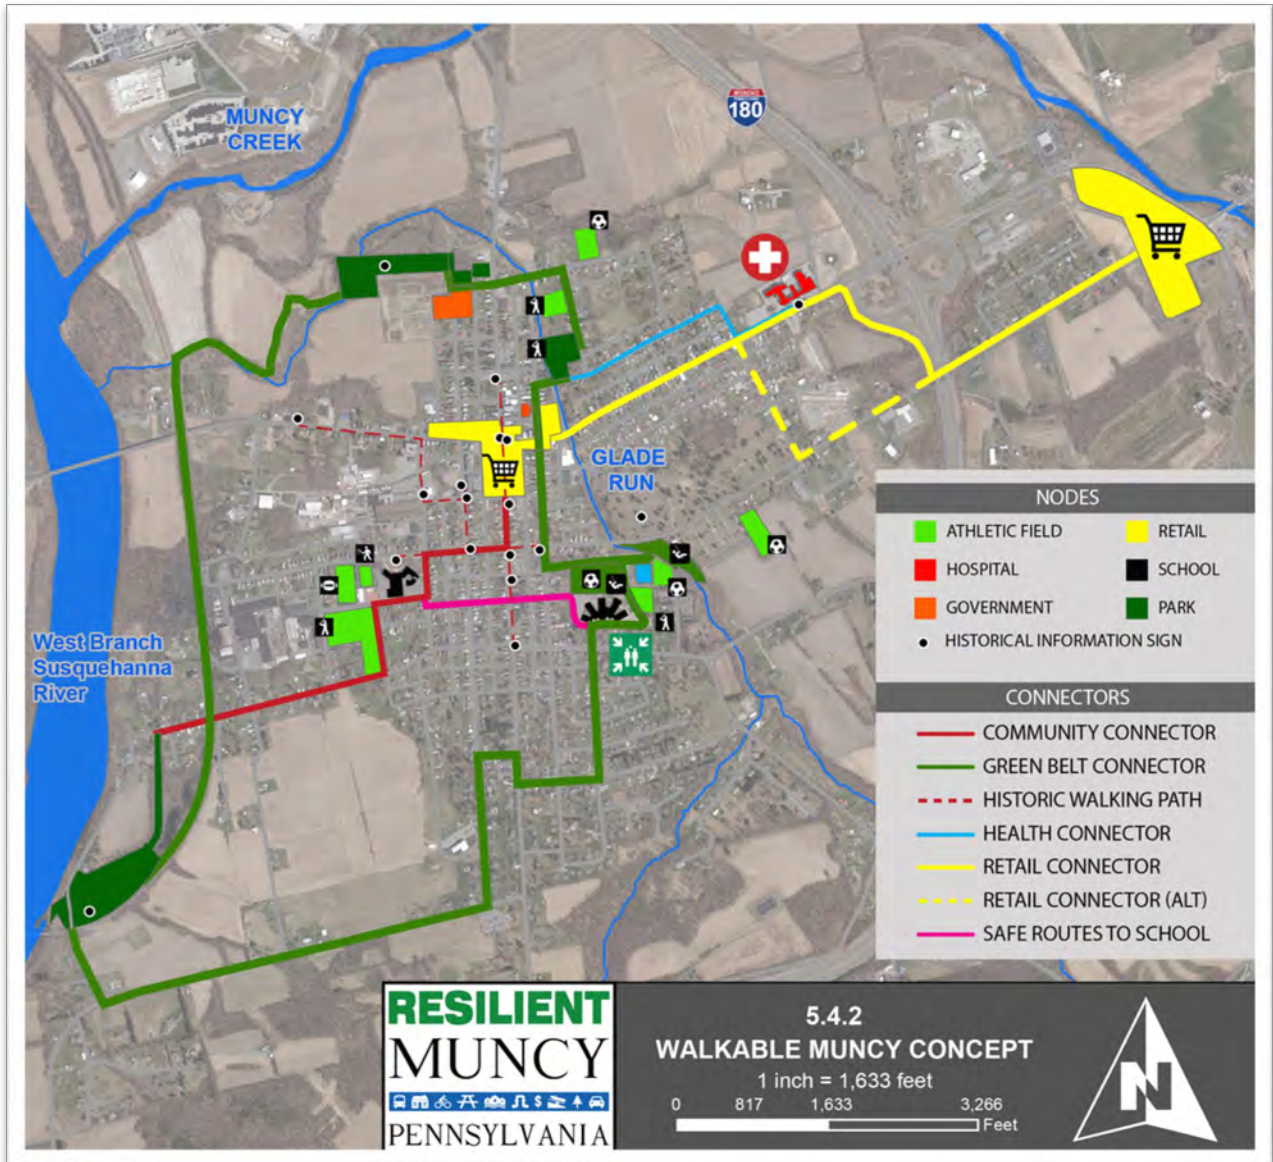 MUNCY
CREEK
INTERSTATE
180
GLADE
RUN
West Branch
Susquehanna
River
NODES
ATHLETIC FIELD
RETAIL
HOSPITAL
SCHOOL
GOVERNMENT
PARK
HISTORICAL INFORMATION SIGN
CONNECTORS
COMMUNITY CONNECTOR
GREEN BELT CONNECTOR
HISTORIC WALKING PATH
HEALTH CONNECTOR
RETAIL CONNECTOR
RETAIL CONNECTOR (ALT)
SAFE ROUTES TO SCHOOL
RESILIENT
MUNCY
PENNSYLVANIA
5.4.2
WALKABLE MUNCY CONCEPT
1 inch = 1,633 feet
0 817 1,633 3,266
Feet
N